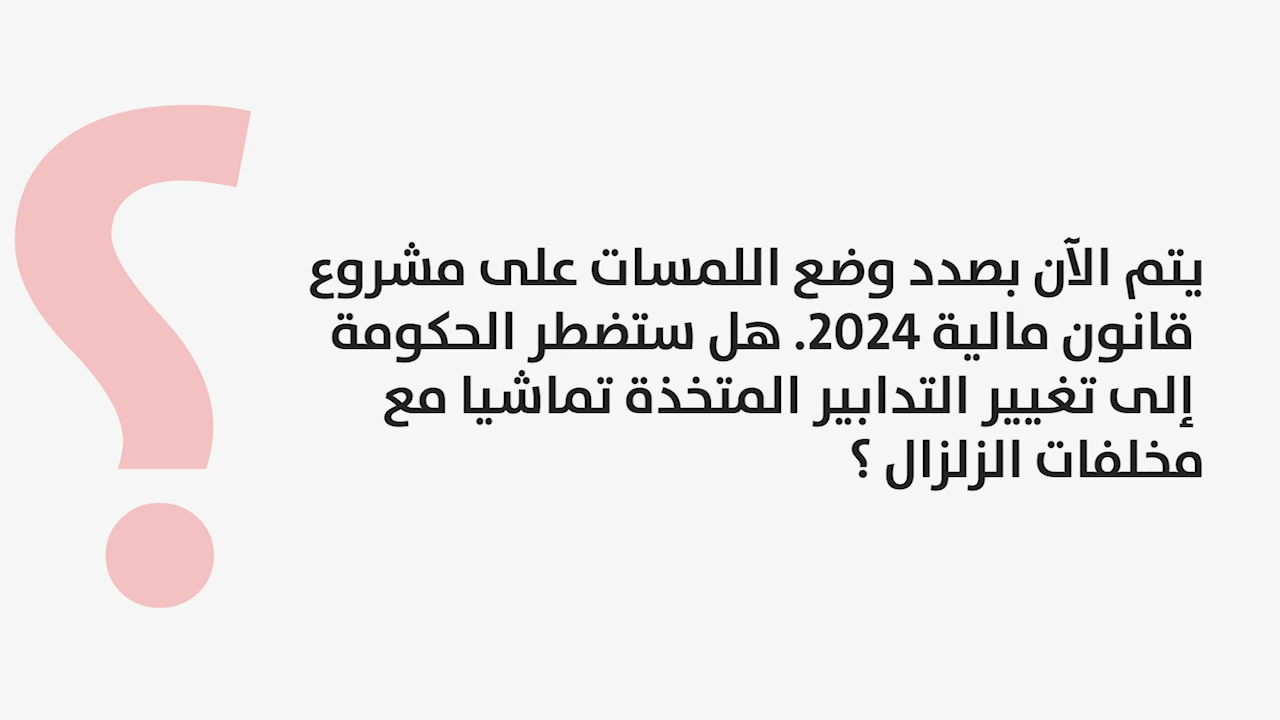 يتم الآن بصدد وضع اللمسات على مشروع
قانون مالية 2024. هل ستضطر الحكومة
إلى تغيير التدابير المتخذة تماشيا مع
مخلفات الزلزال ؟
؟